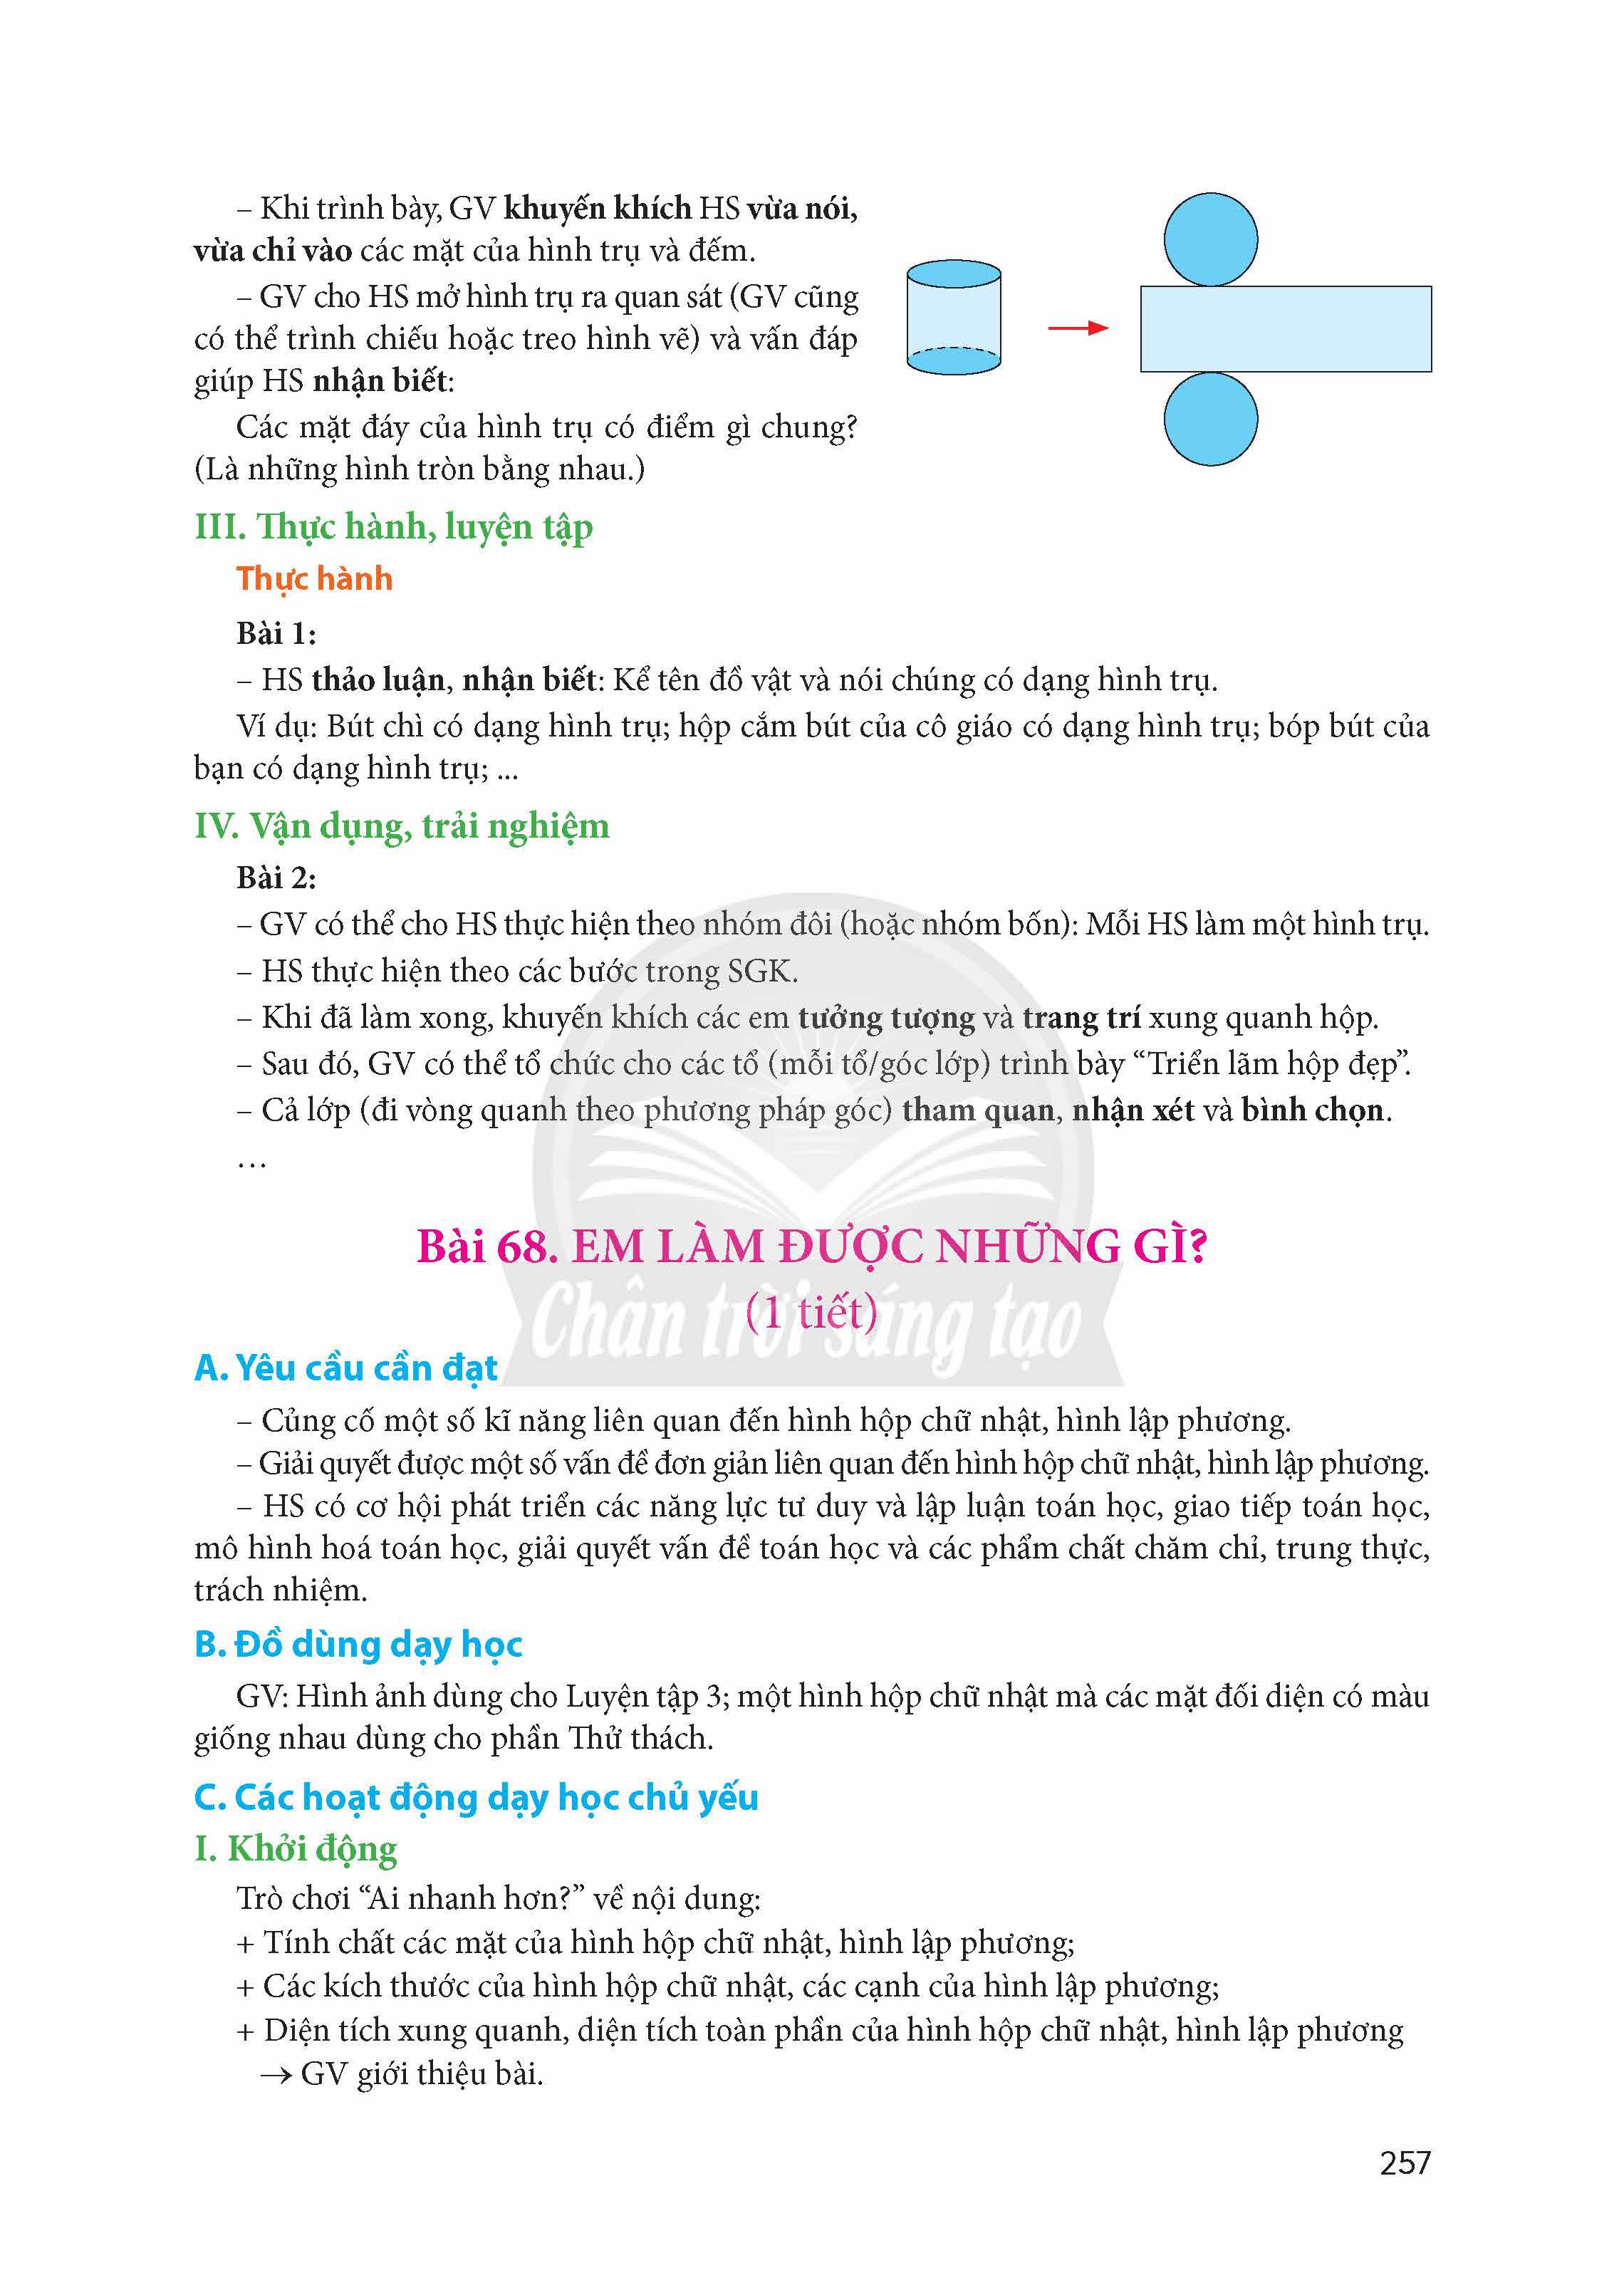 – Khi trình bày, GV khuyến khích HS vừa nói,
vừa chỉ vào các mặt của hình trụ và đếm.
– GV cho HS mở hình trụ ra quan sát (GV cũng
có thể trình chiếu hoặc treo hình vẽ) và vấn đáp
giúp HS nhận biết:
Các mặt đáy của hình trụ có điểm gì chung?
(Là những hình tròn bằng nhau.)
III. Thực hành, luyện tập
Thực hành
Bài 1:
– HS thảo luận, nhận biết: Kể tên đồ vật và nói chúng có dạng hình trụ.
Ví dụ: Bút chì có dạng hình trụ; hộp cắm bút của cô giáo có dạng hình trụ; bóp bút của
bạn có dạng hình trụ; ...
IV. Vận dụng, trải nghiệm
Bài 2:
– GV có thể cho HS thực hiện theo nhóm đôi (hoặc nhóm bốn): Mỗi HS làm một hình trụ.
– HS thực hiện theo các bước trong SGK.
– Khi đã làm xong, khuyến khích các em tưởng tượng và trang trí xung quanh hộp.
– Sau đó, GV có thể tổ chức cho các tổ (mỗi tổ/góc lớp) trình bày “Triển lãm hộp đẹp”.
– Cả lớp (đi vòng quanh theo phương pháp góc) tham quan, nhận xét và bình chọn.
…
Bài 68. EM LÀM ĐƯỢC NHỮNG GÌ?
(1 tiết)
Chân trời sáng tạo
A. Yêu cầu cần đạt
– Củng cố một số kĩ năng liên quan đến hình hộp chữ nhật, hình lập phương.
– Giải quyết được một số vấn đề đơn giản liên quan đến hình hộp chữ nhật, hình lập phương.
– HS có cơ hội phát triển các năng lực tư duy và lập luận toán học, giao tiếp toán học,
mô hình hoá toán học, giải quyết vấn đề toán học và các phẩm chất chăm chỉ, trung thực,
trách nhiệm.
B. Đồ dùng dạy học
GV: Hình ảnh dùng cho Luyện tập 3; một hình hộp chữ nhật mà các mặt đối diện có màu
giống nhau dùng cho phần Thử thách.
C. Các hoạt động dạy học chủ yếu
I. Khởi động
Trò chơi “Ai nhanh hơn?” về nội dung:
+ Tính chất các mặt của hình hộp chữ nhật, hình lập phương;
+ Các kích thước của hình hộp chữ nhật, các cạnh của hình lập phương;
+ Diện tích xung quanh, diện tích toàn phần của hình hộp chữ nhật, hình lập phương
→ GV giới thiệu bài.
257